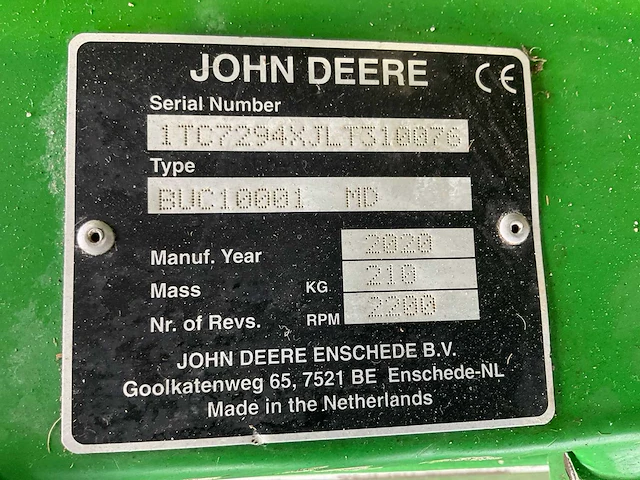 JOHN DEERE CE
Serial Number
1TC7294XJLT310076
Type
BUC10001 MD
Manuf. Year 2020
Mass KG 210
Nr. of Revs. RPM 2200
JOHN DEERE ENSCHEDE B.V.
Goolkatenweg 65, 7521 BE Enschede-NL
Made in the Netherlands